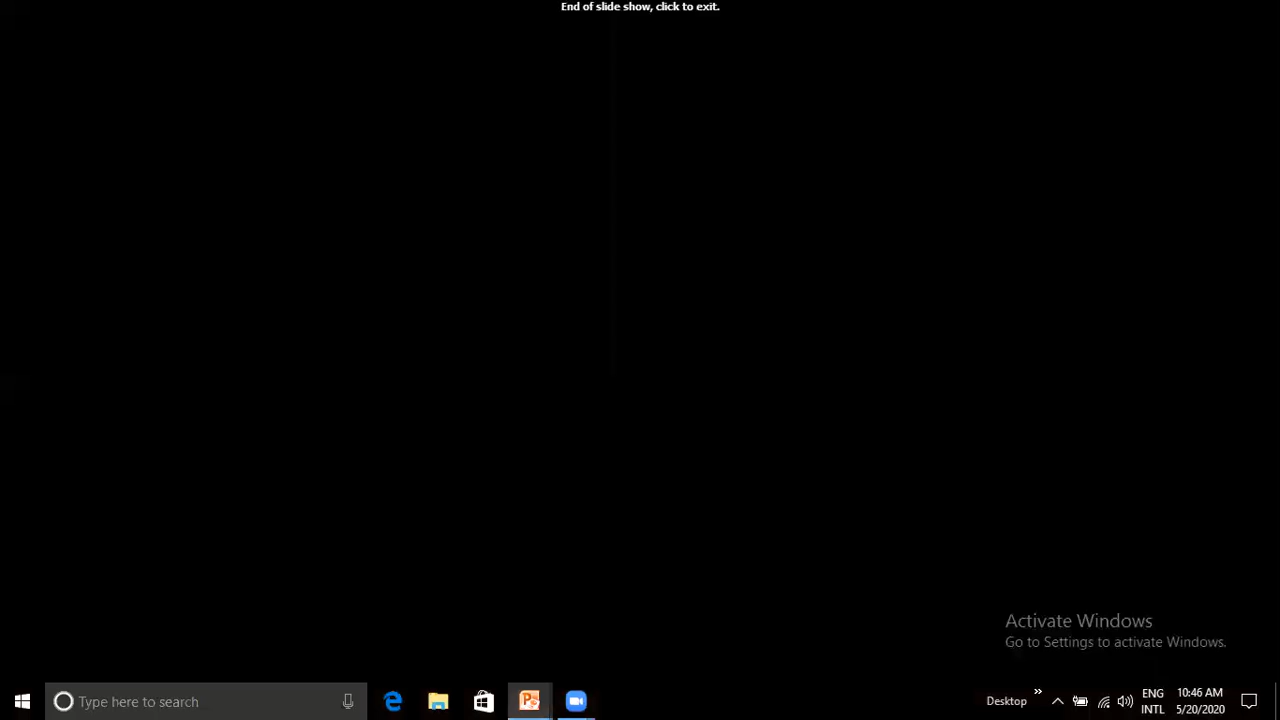 End of slide show, click to exit.
Activate Windows
Go to Settings to activate Windows.
Type here to search
Desktop
ENG
INTL
10:46 AM
5/20/2020